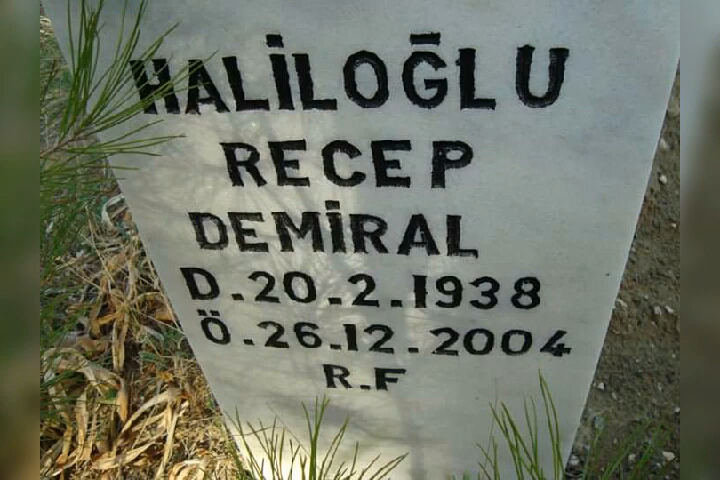 HALİLOĞLU
RECEP
DEMİRAL
D.20.2.1938
Ö.26.12.2004
R.F